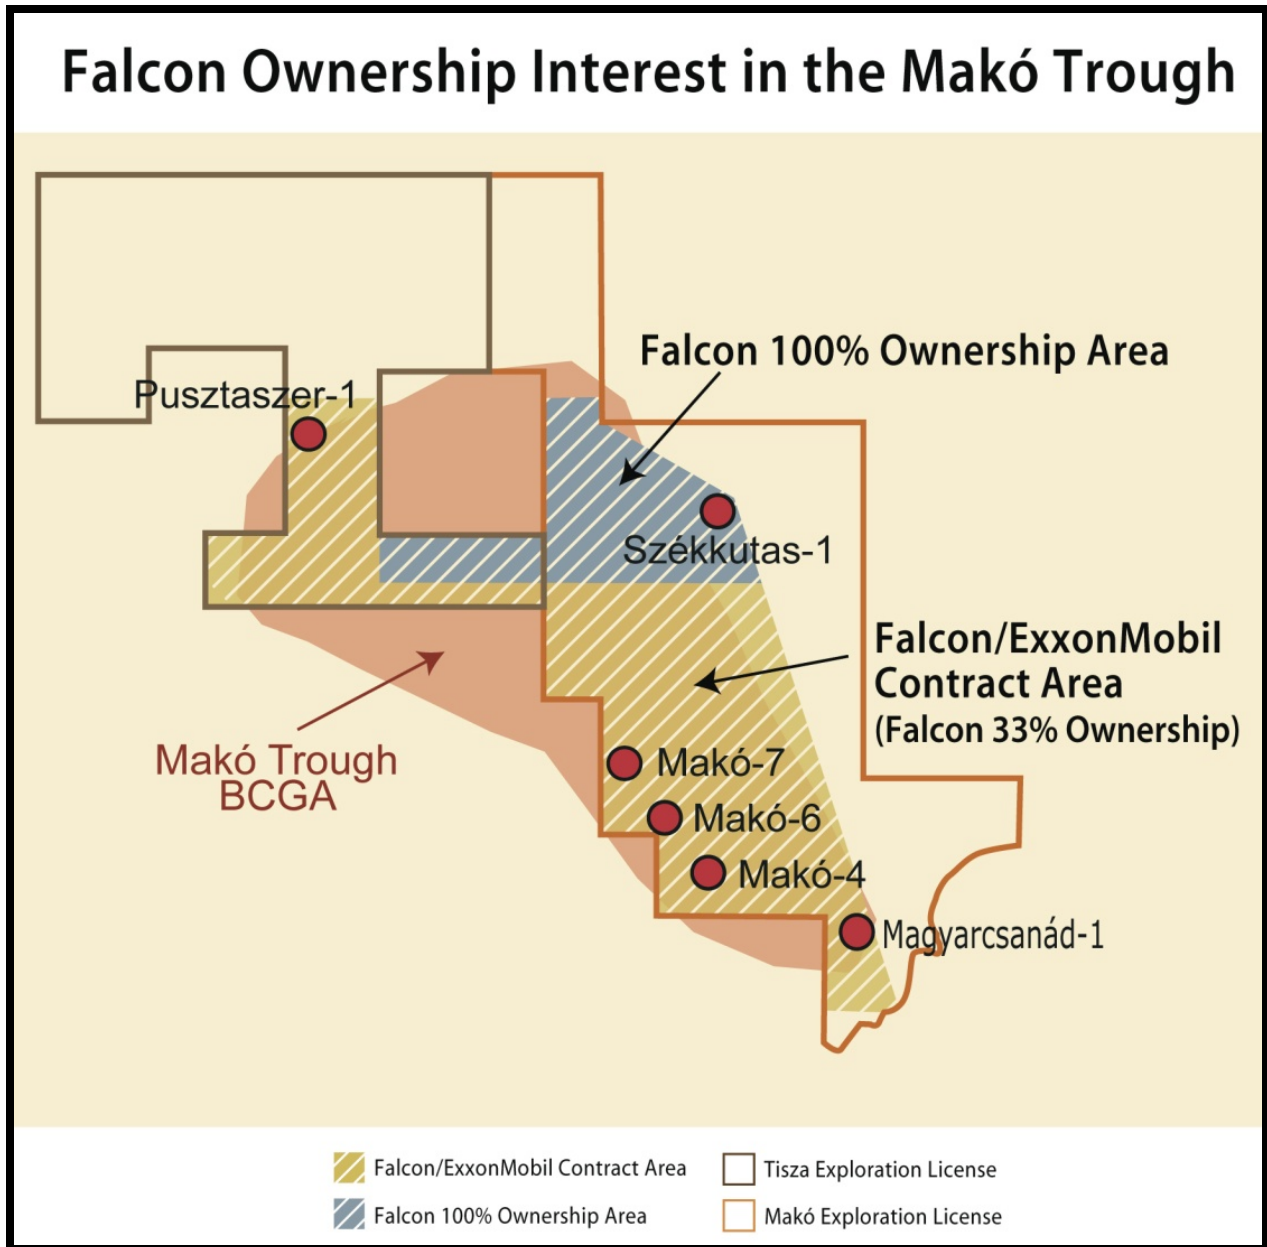 Falcon Ownership Interest in the Makó Trough
Falcon 100% Ownership Area
Pusztaszer-1
Székkutas-1
Falcon/ExxonMobil
Contract Area
(Falcon 33% Ownership)
Makó Trough
BCGA
Makó-7
Makó-6
Makó-4
Magyarcsanád-1
Falcon/ExxonMobil Contract Area
Tisza Exploration License
Falcon 100% Ownership Area
Makó Exploration License